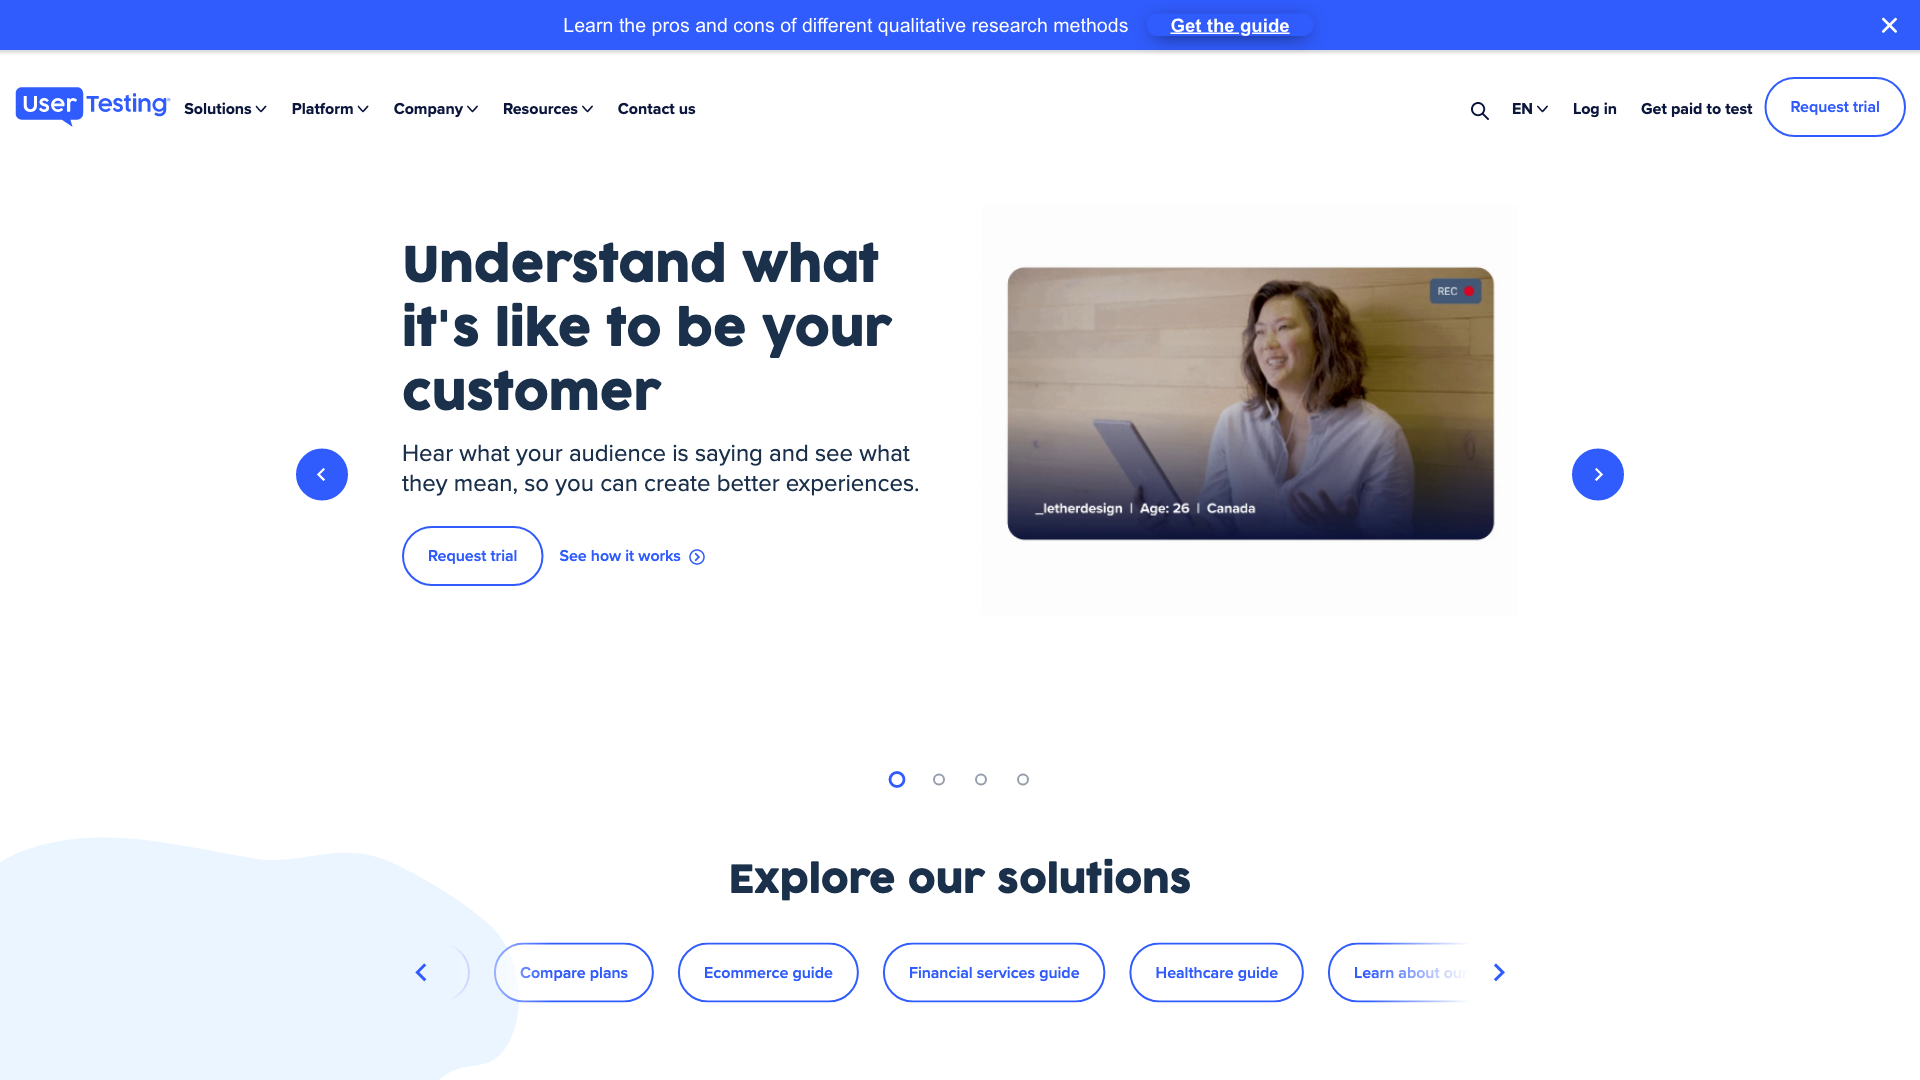 Learn the pros and cons of different qualitative research methods Get the guide
User Testing
Solutions Platform Company Resources Contact us
EN Log in Get paid to test Request trial
Understand what
it's like to be your
customer
Hear what your audience is saying and see what
they mean, so you can create better experiences.
Request trial See how it works
REC
_letherdesign | Age: 26 | Canada
Explore our solutions
Compare plans Ecommerce guide Financial services guide Healthcare guide Learn about our